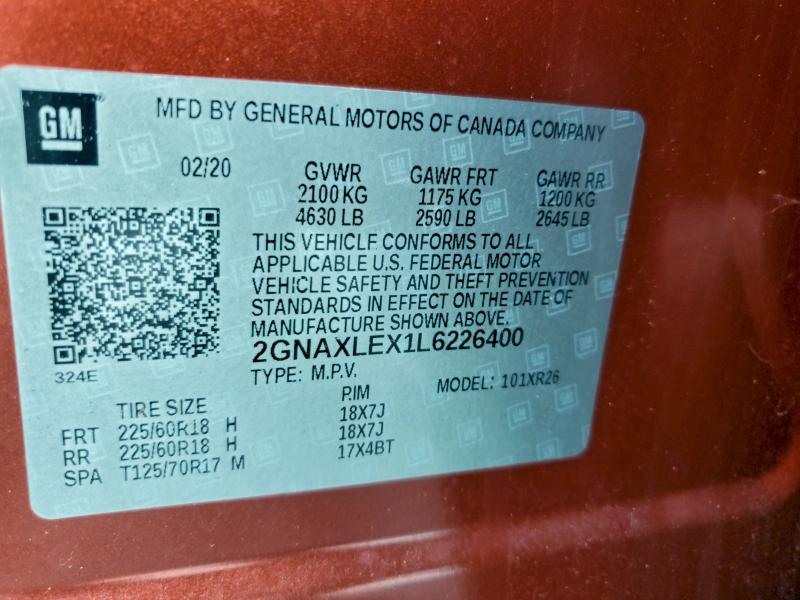 GM
MFD BY GENERAL MOTORS OF CANADA COMPANY
02/20 GVWR GAWR FRT GAWR RR
2100 KG 1175 KG 1200 KG
4630 LB 2590 LB 2645 LB
THIS VEHICLE CONFORMS TO ALL
APPLICABLE U.S. FEDERAL MOTOR
VEHICLE SAFETY AND THEFT PREVENTION
STANDARDS IN EFFECT ON THE DATE OF
MANUFACTURE SHOWN ABOVE.
2GNAXLEX1L6226400
324E
TYPE: M.P.V. MODEL: 101XR26
TIRE SIZE RIM
FRT 225/60R18 H 18X7J
RR 225/60R18 H 18X7J
SPA T125/70R17 M 17X4BT